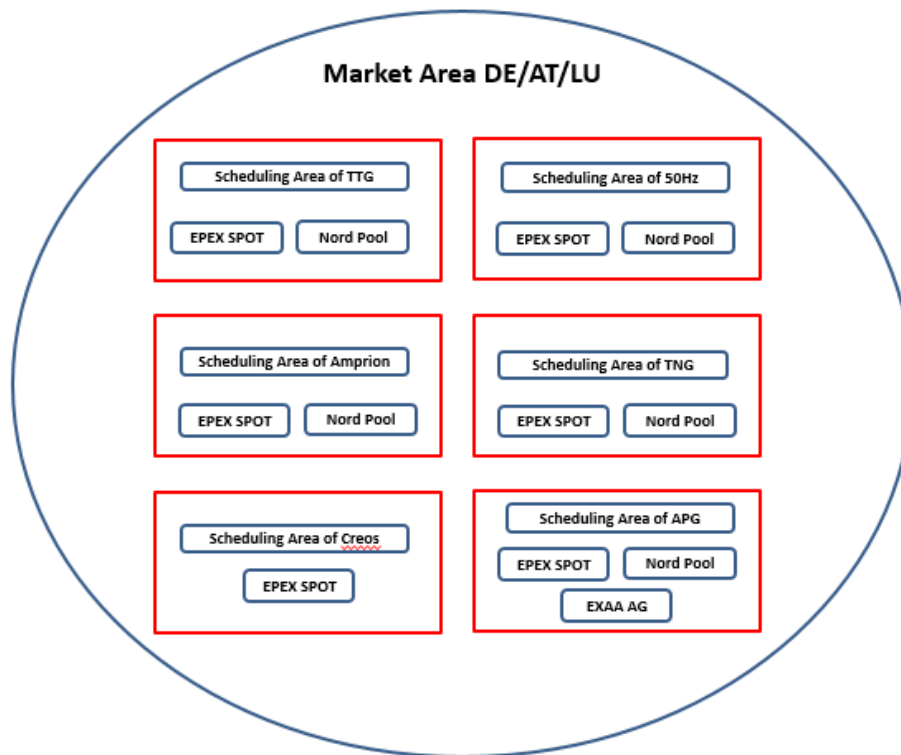 Market Area DE/AT/LU
Scheduling Area of TTG
EPEX SPOT
Nord Pool
Scheduling Area of 50Hz
EPEX SPOT
Nord Pool
Scheduling Area of Amprion
EPEX SPOT
Nord Pool
Scheduling Area of TNG
EPEX SPOT
Nord Pool
Scheduling Area of Creos
EPEX SPOT
Scheduling Area of APG
EPEX SPOT
Nord Pool
EXAA AG